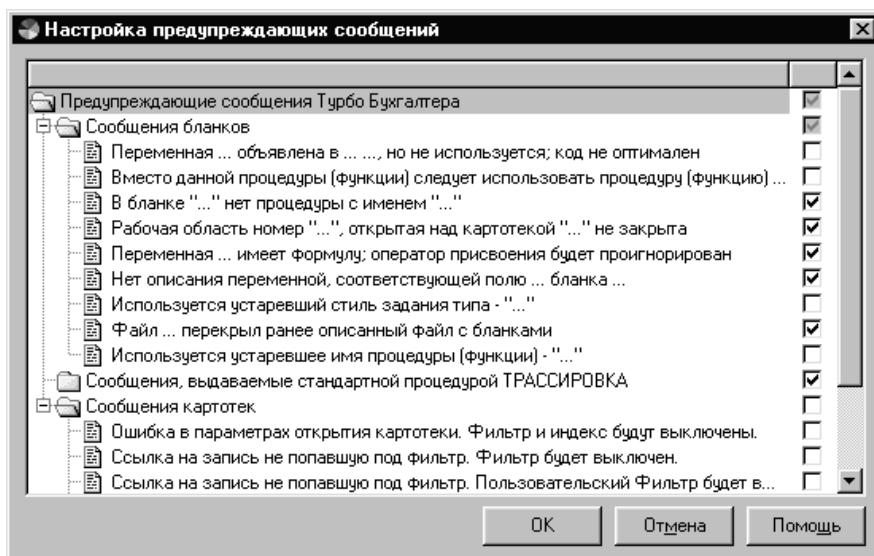 Настройка предупреждающих сообщений
Предупреждающие сообщения Турбо Бухгалтера
Сообщения бланков
Переменная ... объявлена в ... ..., но не используется; код не оптимален
Вместо данной процедуры (функции) следует использовать процедуру (функцию) ...
В бланке "..." нет процедуры с именем "..."
Рабочая область номер "...", открытая над картотекой "..." не закрыта
Переменная ... имеет формулу; оператор присвоения будет проигнорирован
Нет описания переменной, соответствующей полю ... бланка ...
Используется устаревший стиль задания типа - "..."
Файл ... перекрыл ранее описанный файл с бланками
Используется устаревшее имя процедуры (функции) - "..."
Сообщения, выдаваемые стандартной процедурой ТРАССИРОВКА
Сообщения картотек
Ошибка в параметрах открытия картотеки. Фильтр и индекс будут выключены.
Ссылка на запись не попавшую под фильтр. Фильтр будет выключен.
Ссылка на запись не попавшую под фильтр. Пользовательский Фильтр будет в...
OK Отмена Помощь